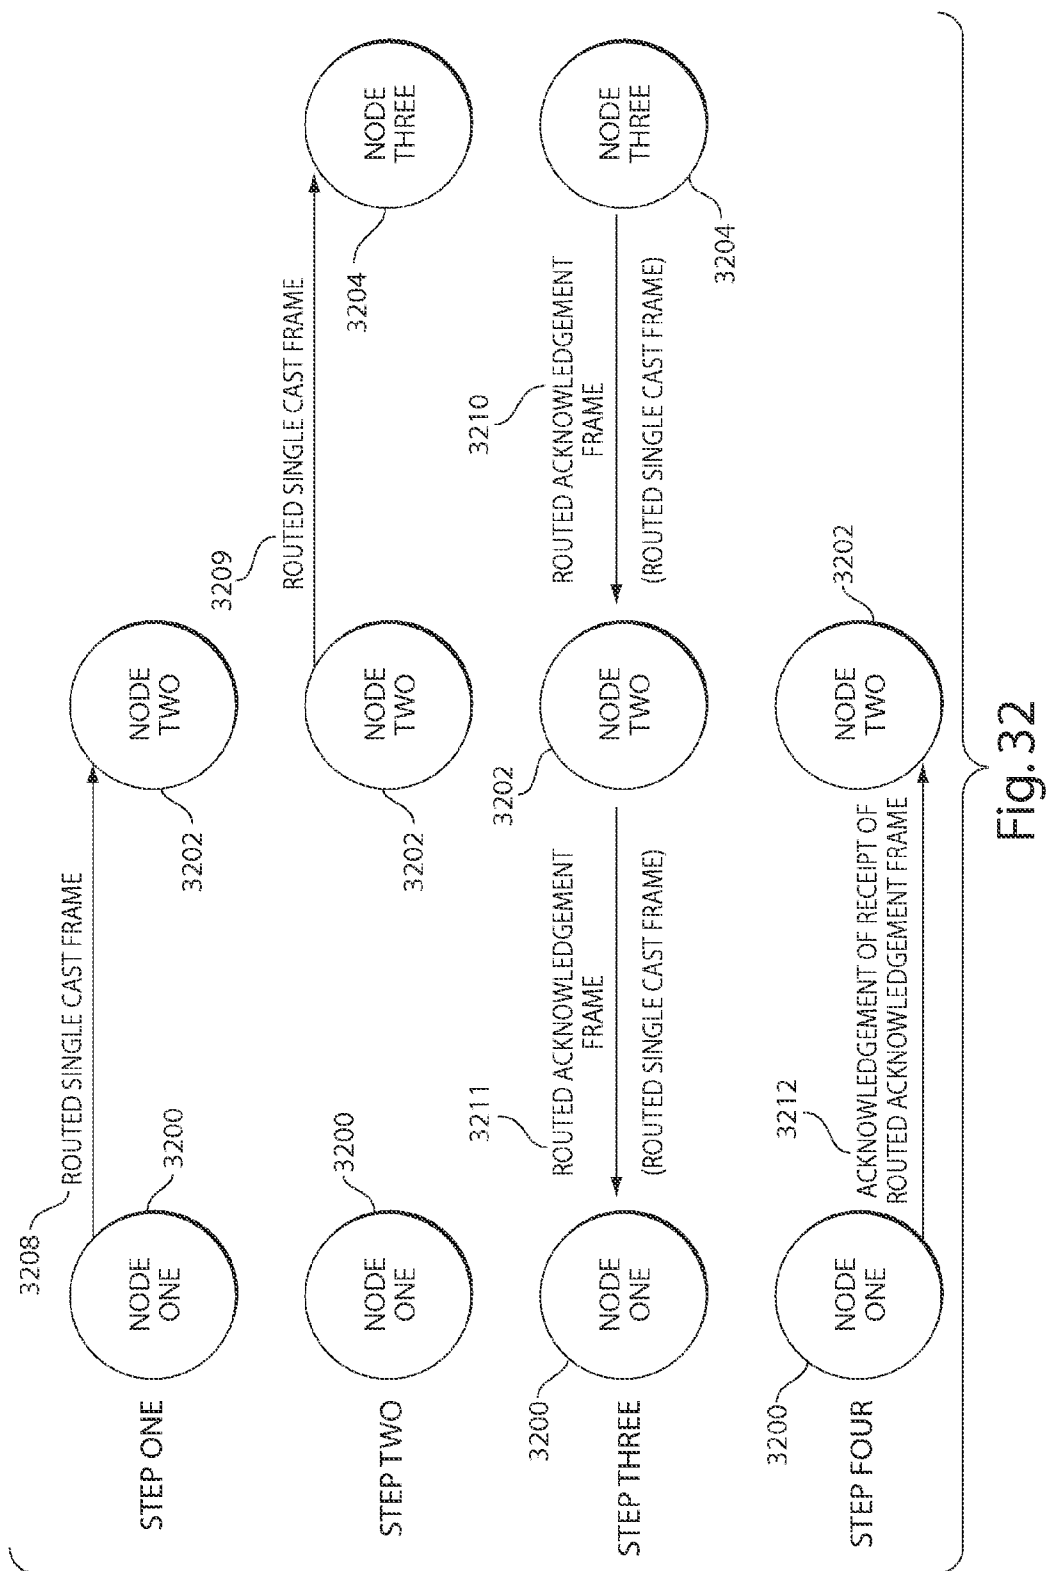 STEP ONE
NODE
ONE
3200
3208
ROUTED SINGLE CAST FRAME
NODE
TWO
3202
STEP TWO
NODE
ONE
3200
NODE
TWO
3202
3209
ROUTED SINGLE CAST FRAME
NODE
THREE
3204
STEP THREE
NODE
ONE
3200
3211
ROUTED ACKNOWLEDGEMENT
FRAME
(ROUTED SINGLE CAST FRAME)
NODE
TWO
3202
3210
ROUTED ACKNOWLEDGEMENT
FRAME
(ROUTED SINGLE CAST FRAME)
NODE
THREE
3204
STEP FOUR
NODE
ONE
3200
3212
ACKNOWLEDGEMENT OF RECEIPT OF
ROUTED ACKNOWLEDGEMENT FRAME
NODE
TWO
3202
Fig. 32